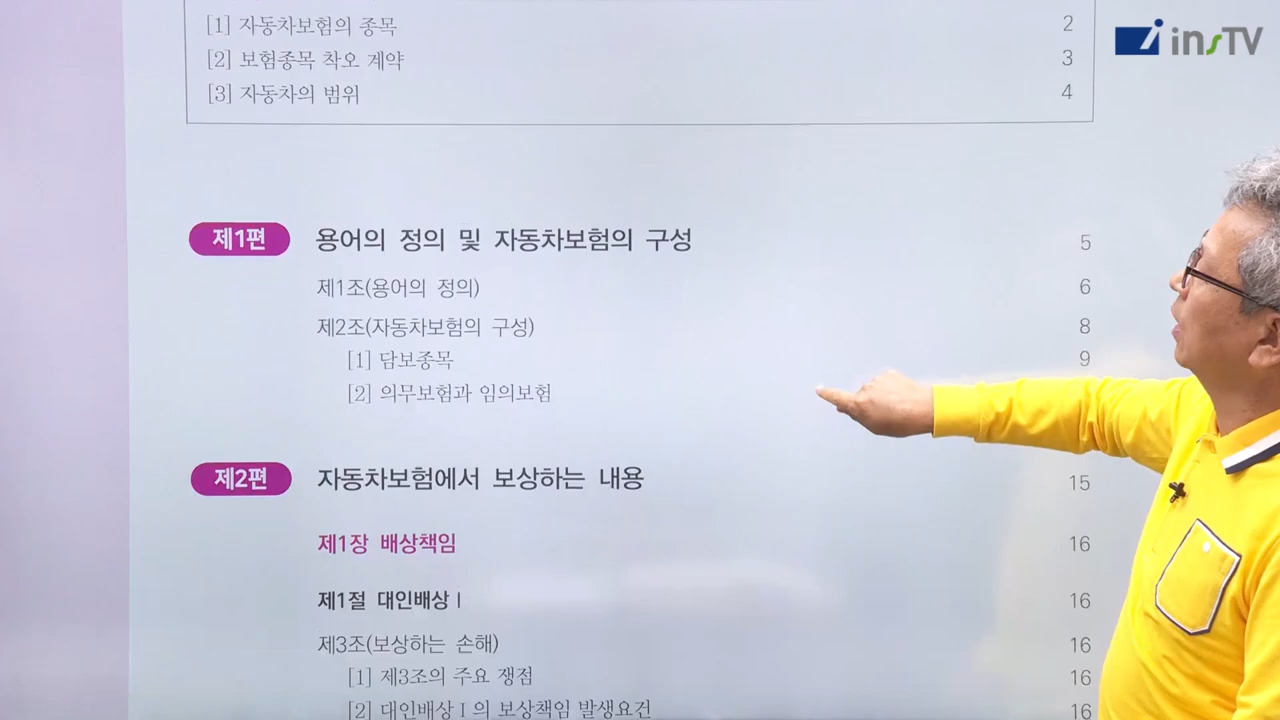 [1] 자동차보험의 종목 2
insTV
[2] 보험종목 착오 계약 3
[3] 자동차의 범위 4
제1편 용어의 정의 및 자동차보험의 구성 5
제1조(용어의 정의) 6
제2조(자동차보험의 구성) 8
[1] 담보종목 9
[2] 의무보험과 임의보험
제2편 자동차보험에서 보상하는 내용 15
제1장 배상책임 16
제1절 대인배상 I 16
제3조(보상하는 손해) 16
[1] 제3조의 주요 쟁점 16
[2] 대인배상 I 의 보상책임 발생요건 16